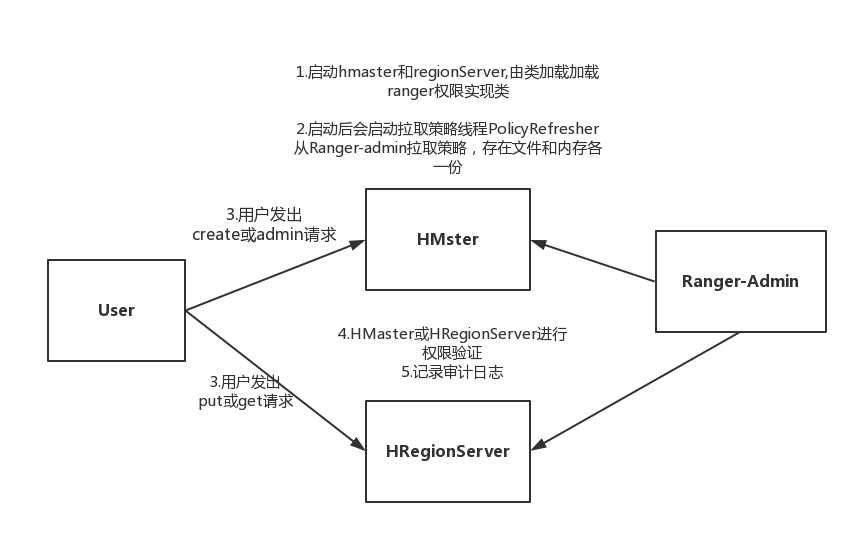 1.启动hmaster和regionServer,由类加载加载
ranger权限实现类
2.启动后会启动拉取策略线程PolicyRefresher
从Ranger-admin拉取策略，存在文件和内存各
一份
3.用户发出
create或admin请求
HMster
Ranger-Admin
User
4.HMaster或HRegionServer进行
权限验证
5.记录审计日志
3.用户发出
put或get请求
HRegionServer